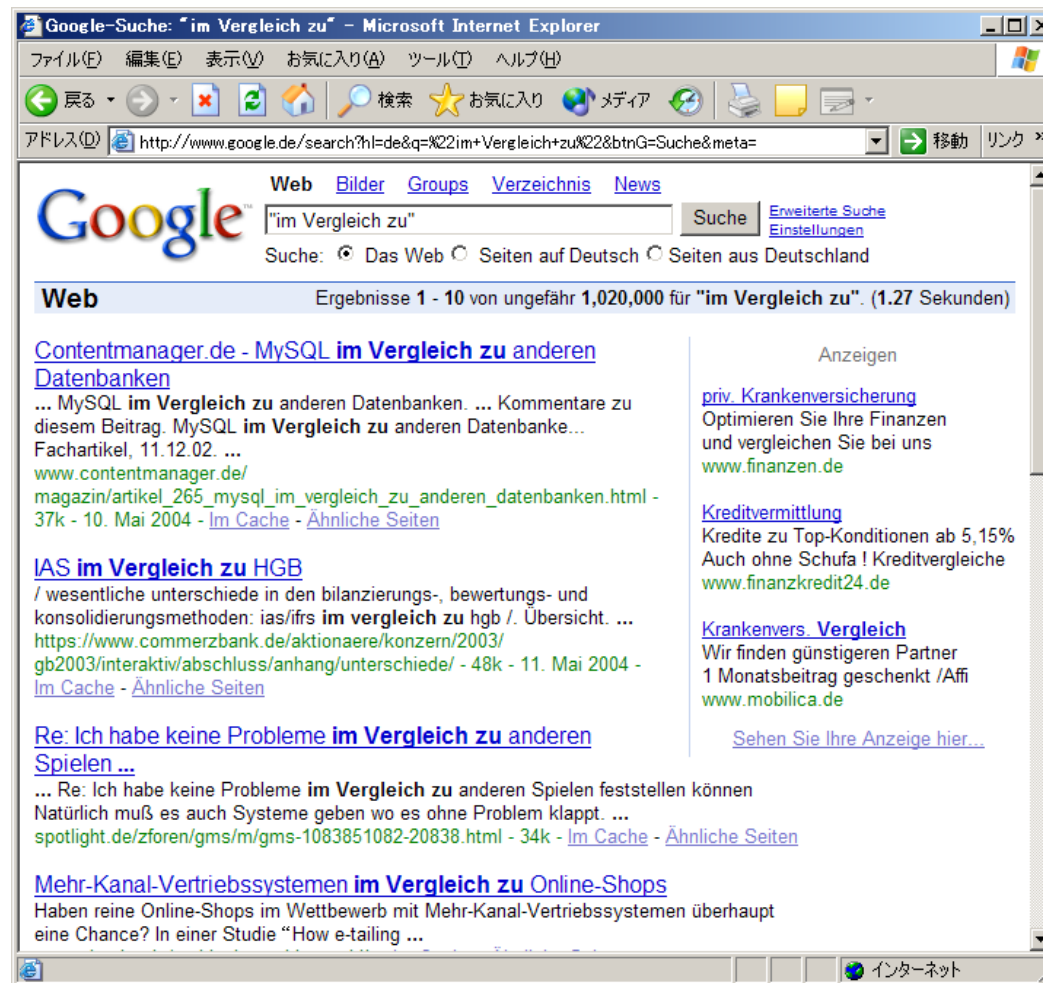 Google-Suche: "im Vergleich zu" - Microsoft Internet Explorer
ファイル(F) 編集(E) 表示(V) お気に入り(A) ツール(T) ヘルプ(H)
戻る 検索 お気に入り メディア
アドレス(D) http://www.google.de/search?hl=de&q=%22im+Vergleich+zu%22&btnG=Suche&meta= 移動 リンク »
Web Bilder Groups Verzeichnis News
Google™ "im Vergleich zu" Suche Erweiterte Suche
Einstellungen
Suche: Das Web Seiten auf Deutsch Seiten aus Deutschland
Web Ergebnisse 1 - 10 von ungefähr 1,020,000 für "im Vergleich zu". (1.27 Sekunden)
Contentmanager.de - MySQL im Vergleich zu anderen
Datenbanken
... MySQL im Vergleich zu anderen Datenbanken. ... Kommentare zu
diesem Beitrag. MySQL im Vergleich zu anderen Datenbanke...
Fachartikel, 11.12.02. ...
www.contentmanager.de/
magazin/artikel_265_mysql_im_vergleich_zu_anderen_datenbanken.html -
37k - 10. Mai 2004 - Im Cache - Ähnliche Seiten
IAS im Vergleich zu HGB
/ wesentliche unterschiede in den bilanzierungs-, bewertungs- und
konsolidierungsmethoden: ias/ifrs im vergleich zu hgb /. Übersicht. ...
https://www.commerzbank.de/aktionaere/konzern/2003/
gb2003/interaktiv/abschluss/anhang/unterschiede/ - 48k - 11. Mai 2004 -
Im Cache - Ähnliche Seiten
Re: Ich habe keine Probleme im Vergleich zu anderen
Spielen ...
... Re: Ich habe keine Probleme im Vergleich zu anderen Spielen feststellen können
Natürlich muß es auch Systeme geben wo es ohne Problem klappt. ...
spotlight.de/zforen/gms/m/gms-1083851082-20838.html - 34k - Im Cache - Ähnliche Seiten
Mehr-Kanal-Vertriebssystemen im Vergleich zu Online-Shops
Haben reine Online-Shops im Wettbewerb mit Mehr-Kanal-Vertriebssystemen überhaupt
eine Chance? In einer Studie “How e-tailing ...
Anzeigen
priv. Krankenversicherung
Optimieren Sie Ihre Finanzen
und vergleichen Sie bei uns
www.finanzen.de
Kreditvermittlung
Kredite zu Top-Konditionen ab 5,15%
Auch ohne Schufa ! Kreditvergleiche
www.finanzkredit24.de
Krankenvers. Vergleich
Wir finden günstigeren Partner
1 Monatsbeitrag geschenkt /Affi
www.mobilica.de
Sehen Sie Ihre Anzeige hier...
インターネット